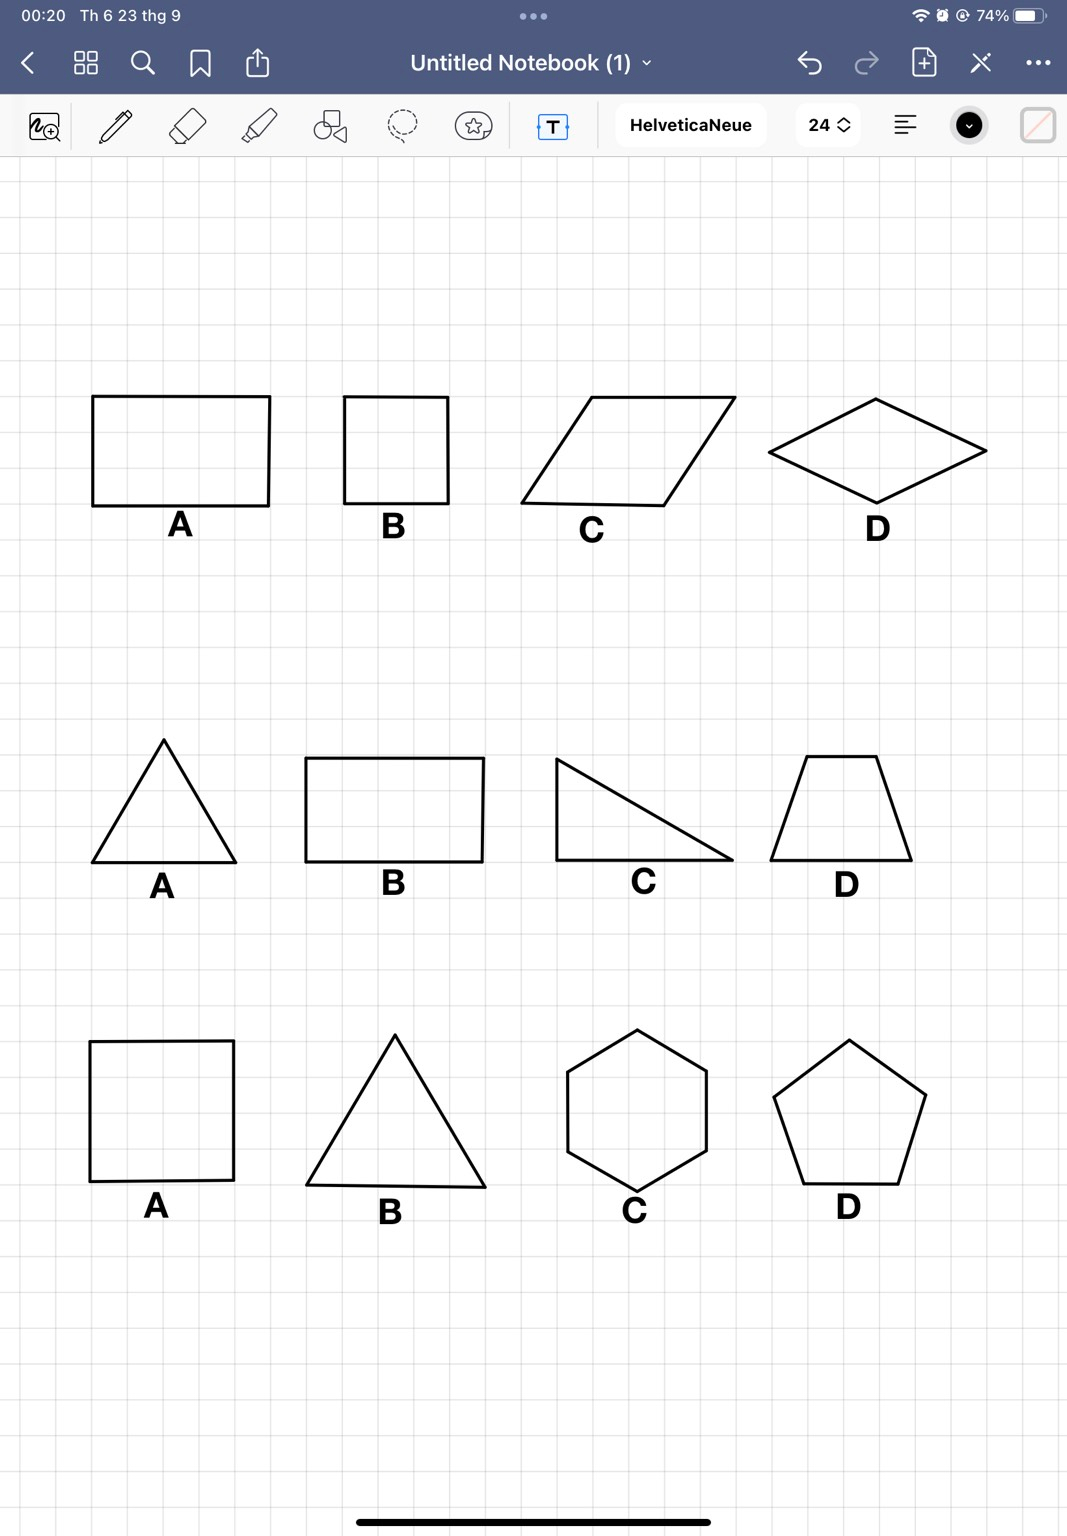 00:20 Th 6 23 thg 9 74%
Untitled Notebook (1)
T HelveticaNeue 24
A B C D
A B C D
A B C D